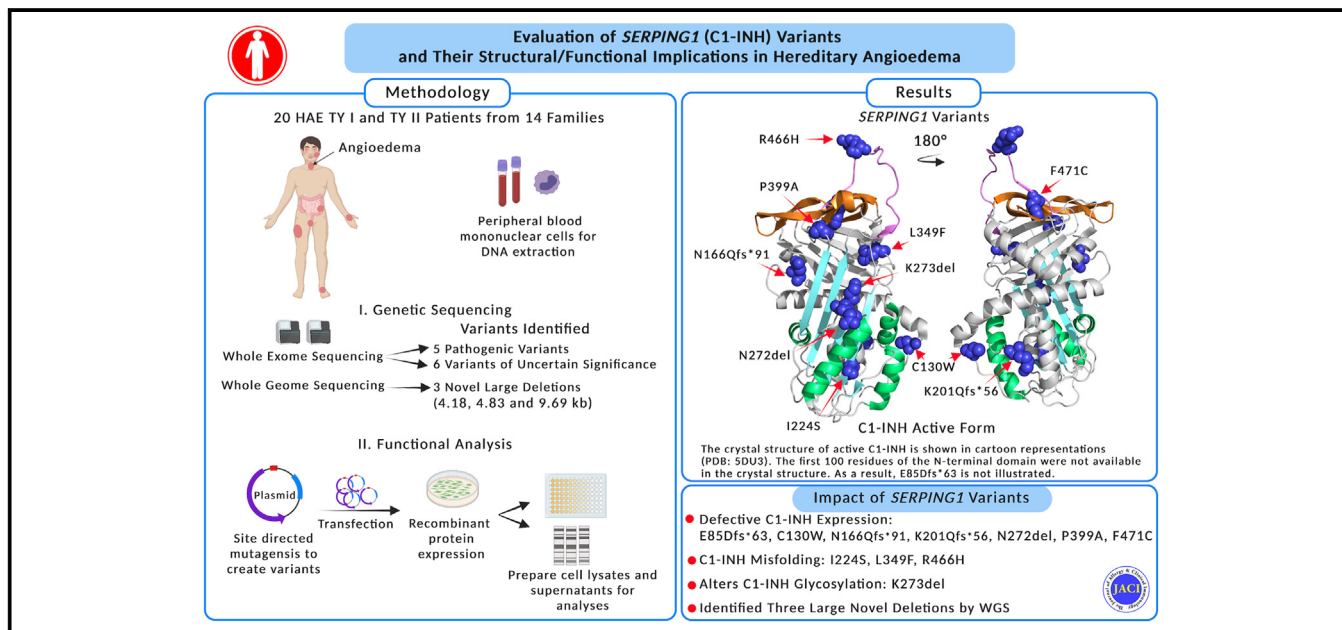 Evaluation of SERPING1 (C1-INH) Variants
and Their Structural/Functional Implications in Hereditary Angioedema
Methodology
20 HAE TY I and TY II Patients from 14 Families
Angioedema
Peripheral blood
mononuclear cells for
DNA extraction
I. Genetic Sequencing
Variants Identified
Whole Exome Sequencing
5 Pathogenic Variants
6 Variants of Uncertain Significance
Whole Geome Sequencing
3 Novel Large Deletions
(4.18, 4.83 and 9.69 kb)
II. Functional Analysis
Plasmid
Site directed
mutagensis to
create variants
Transfection
Recombinant
protein
expression
Prepare cell lysates and
supernatants for
analyses
Results
SERPING1 Variants
R466H
180°
F471C
P399A
L349F
N166Qfs*91
K273del
N272del
C130W
K201Qfs*56
I224S
C1-INH Active Form
The crystal structure of active C1-INH is shown in cartoon representations
(PDB: 5DU3). The first 100 residues of the N-terminal domain were not available
in the crystal structure. As a result, E85Dfs*63 is not illustrated.
Impact of SERPING1 Variants
Defective C1-INH Expression:
E85Dfs*63, C130W, N166Qfs*91, K201Qfs*56, N272del, P399A, F471C
C1-INH Misfolding: I224S, L349F, R466H
Alters C1-INH Glycosylation: K273del
Identified Three Large Novel Deletions by WGS
JACI